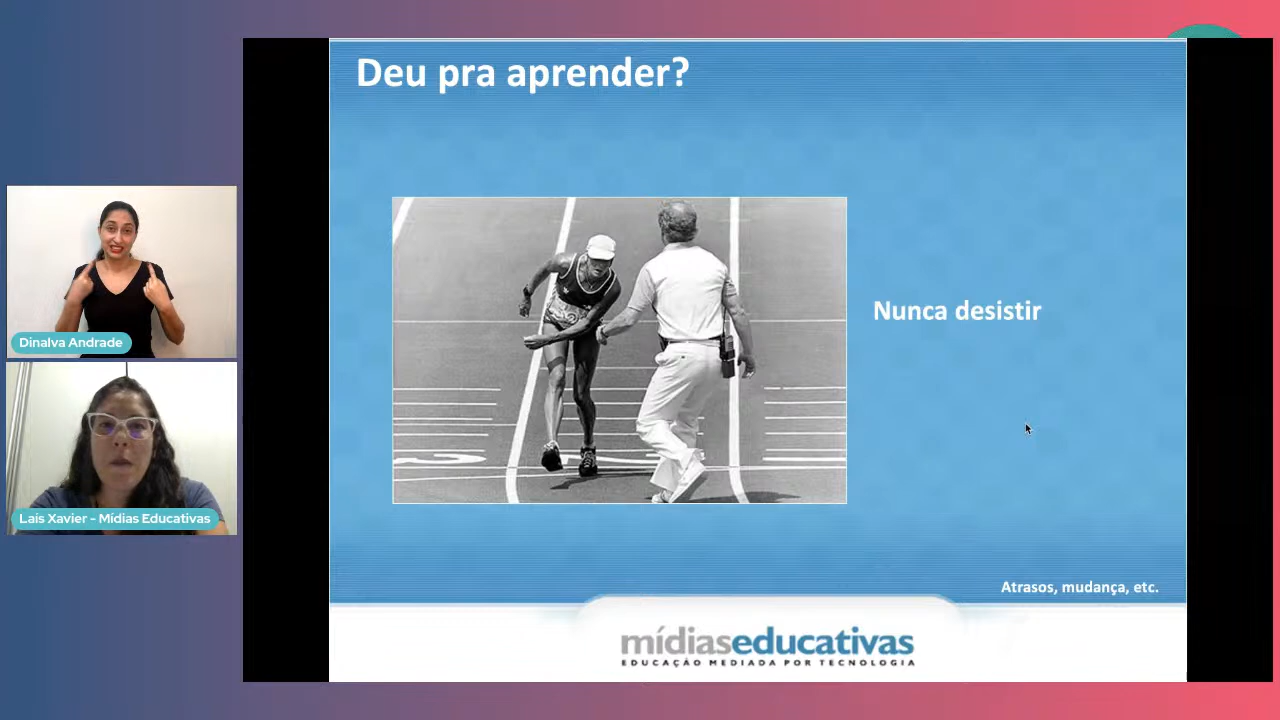 Deu pra aprender?
Nunca desistir
Atrasos, mudança, etc.
mídiaseducativas
EDUCAÇÃO MEDIADA POR TECNOLOGIA
Dinalva Andrade
Laís Xavier - Mídias Educativas